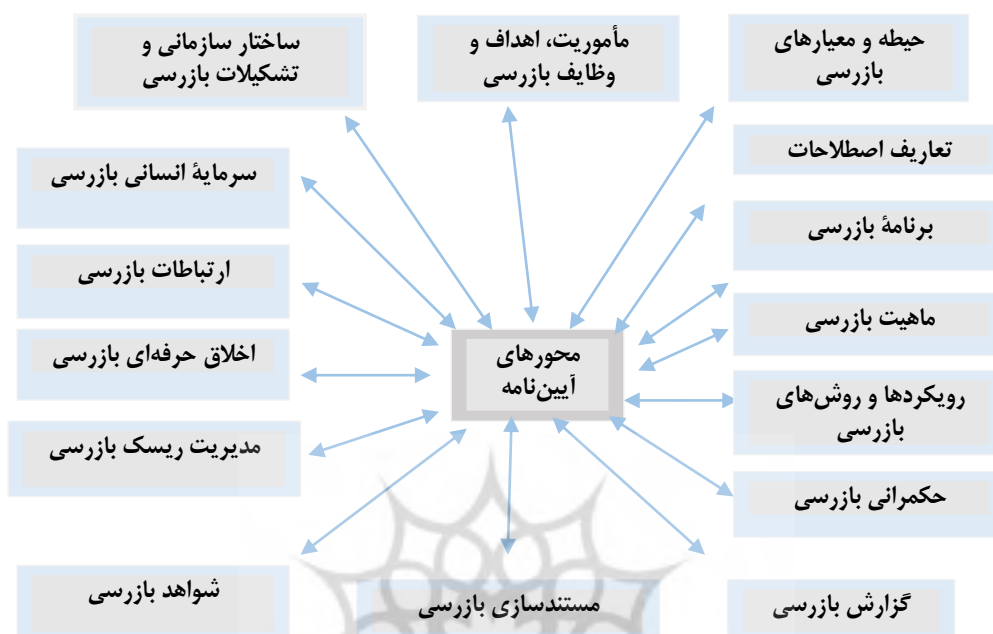 حیطه و معیارهای
بازرسی
مأموریت، اهداف و
وظایف بازرسی
ساختار سازمانی و
تشکیلات بازرسی
تعاریف اصطلاحات
سرمایهٔ انسانی بازرسی
برنامهٔ بازرسی
ارتباطات بازرسی
ماهیت بازرسی
محورهای
آیین‌نامه
اخلاق حرفه‌ای بازرسی
رویکردها و روش‌های
بازرسی
مدیریت ریسک بازرسی
حکمرانی بازرسی
گزارش بازرسی
مستندسازی بازرسی
شواهد بازرسی